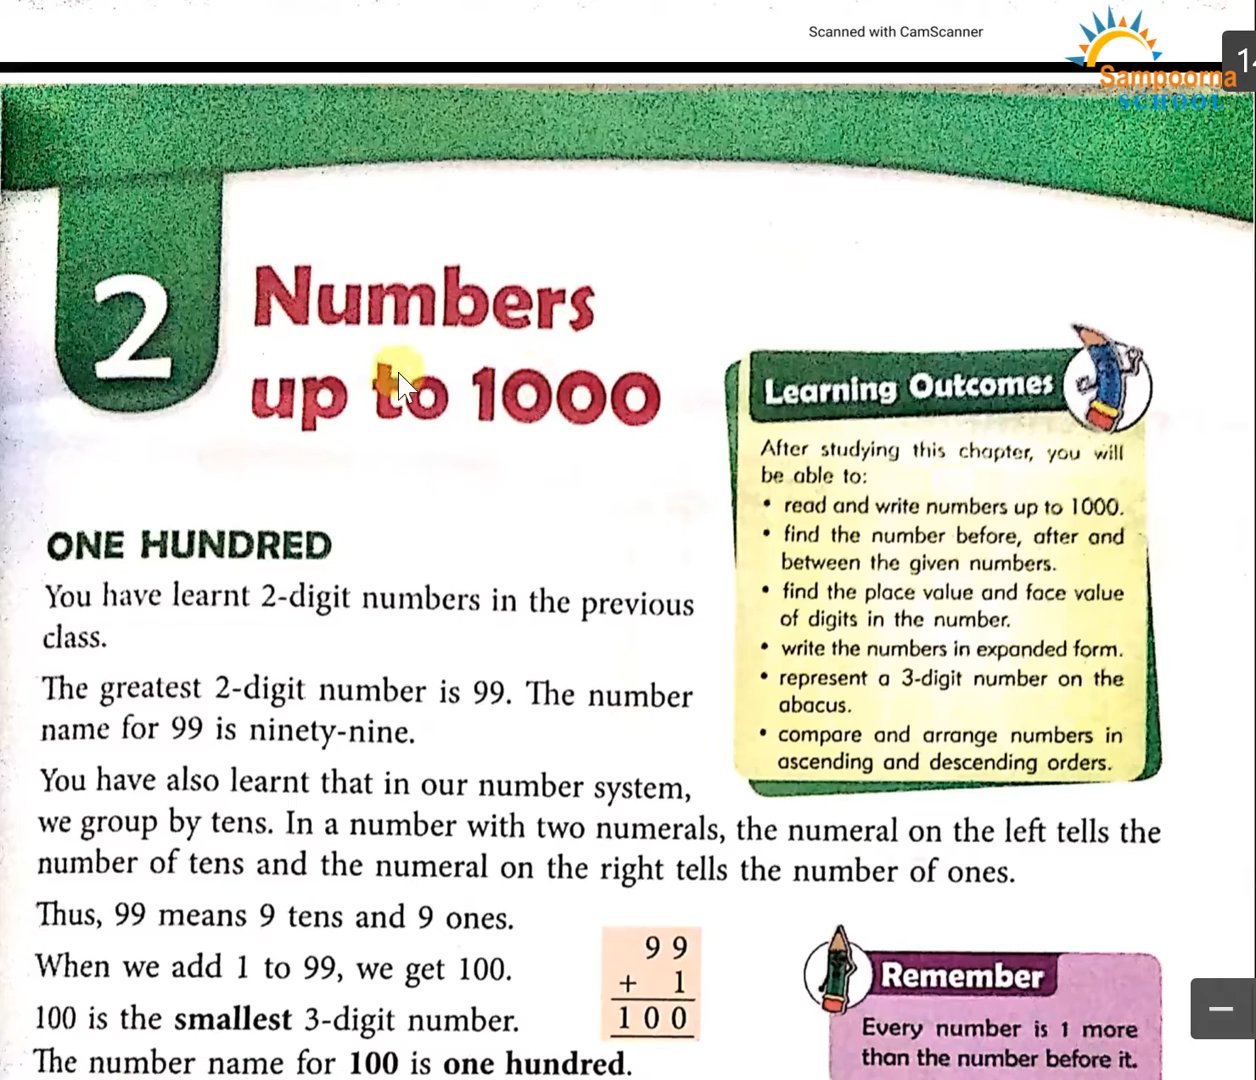 Scanned with CamScanner
Sampoorna
SCHOOL
2
Numbers
up to 1000
Learning Outcomes
After studying this chapter, you will
be able to:
• read and write numbers up to 1000.
• find the number before, after and
between the given numbers.
• find the place value and face value
of digits in the number.
• write the numbers in expanded form.
• represent a 3-digit number on the
abacus.
• compare and arrange numbers in
ascending and descending orders.
ONE HUNDRED
You have learnt 2-digit numbers in the previous
class.
The greatest 2-digit number is 99. The number
name for 99 is ninety-nine.
You have also learnt that in our number system,
we group by tens. In a number with two numerals, the numeral on the left tells the
number of tens and the numeral on the right tells the number of ones.
Thus, 99 means 9 tens and 9 ones.
When we add 1 to 99, we get 100.
100 is the smallest 3-digit number.
The number name for 100 is one hundred.
9 9
+ 1
1 0 0
Remember
Every number is 1 more
than the number before it.